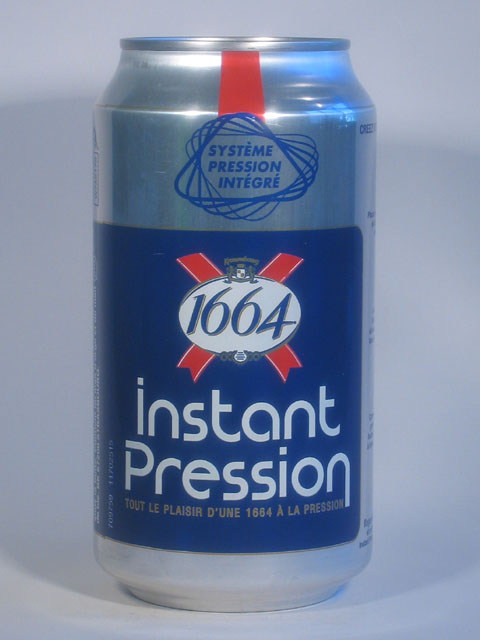 SYSTÈME
PRESSION
INTÉGRÉ
1664
instant
Pression
TOUT LE PLAISIR D'UNE 1664 À LA PRESSION